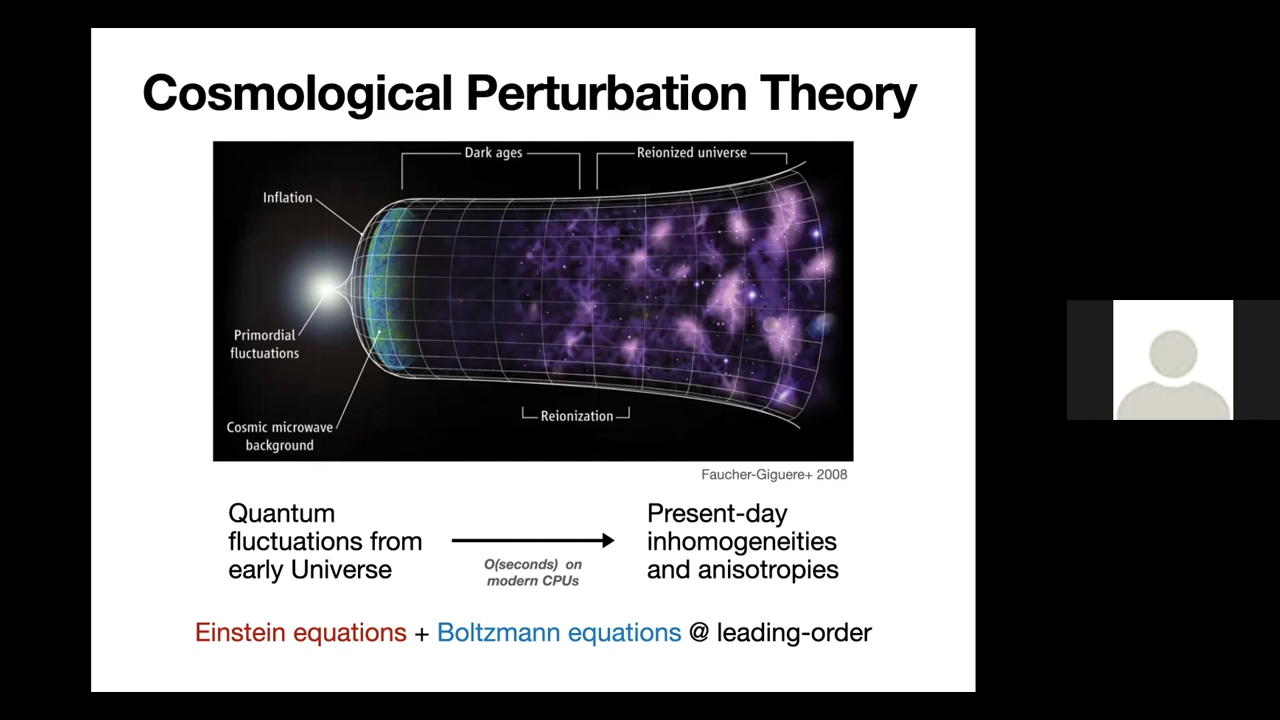 Cosmological Perturbation Theory
Dark ages
Reionized universe
Inflation
Primordial
fluctuations
Cosmic microwave
background
Reionization
Faucher-Giguere+ 2008
Quantum
fluctuations from
early Universe
O(seconds) on
modern CPUs
Present-day
inhomogeneities
and anisotropies
Einstein equations + Boltzmann equations @ leading-order